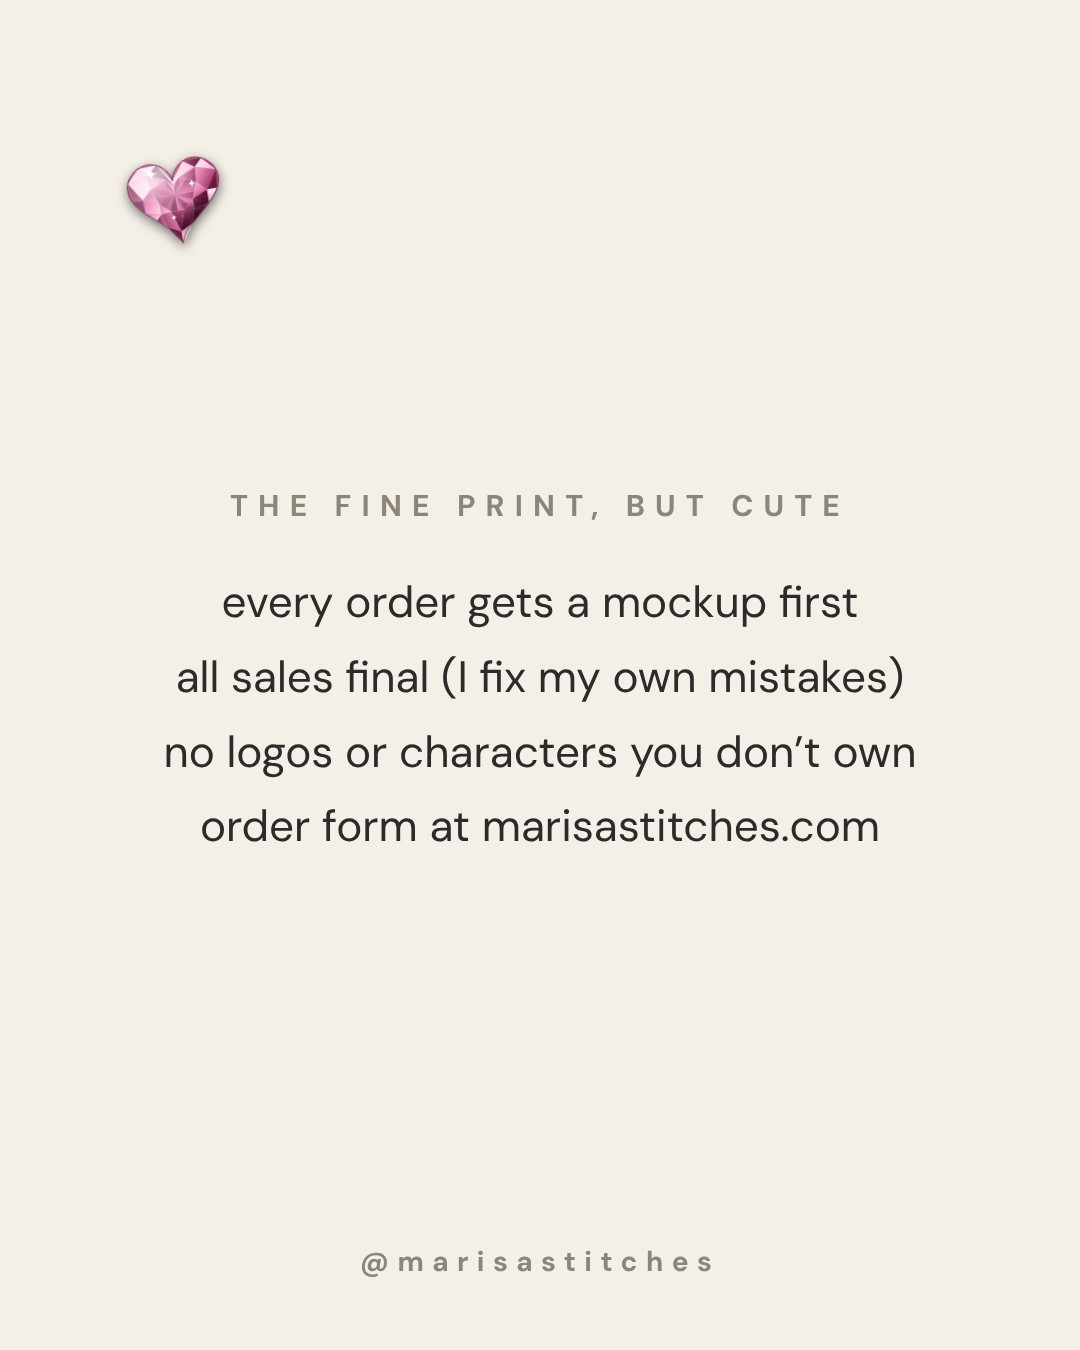 THE FINE PRINT, BUT CUTE
every order gets a mockup first
all sales final (I fix my own mistakes)
no logos or characters you don’t own
order form at marisastitches.com
@marisastitches